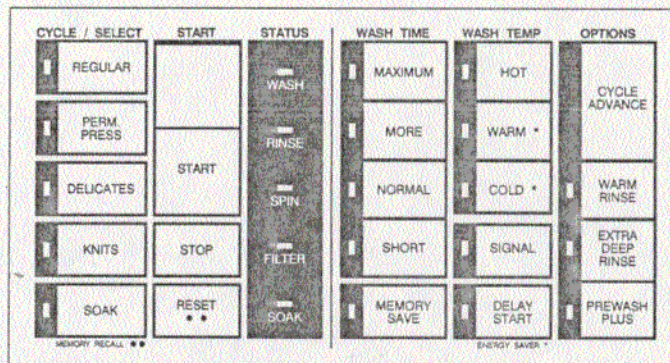 CYCLE / SELECT
START
STATUS
WASH TIME
WASH TEMP
OPTIONS
REGULAR
PERM.
PRESS
DELICATES
KNITS
SOAK
MEMORY RECALL ●●
START
STOP
RESET
●●
WASH
RINSE
SPIN
FILTER
SOAK
MAXIMUM
MORE
NORMAL
SHORT
MEMORY
SAVE
HOT
WARM *
COLD *
SIGNAL
DELAY
START
ENERGY SAVER *
CYCLE
ADVANCE
WARM
RINSE
EXTRA
DEEP
RINSE
PREWASH
PLUS